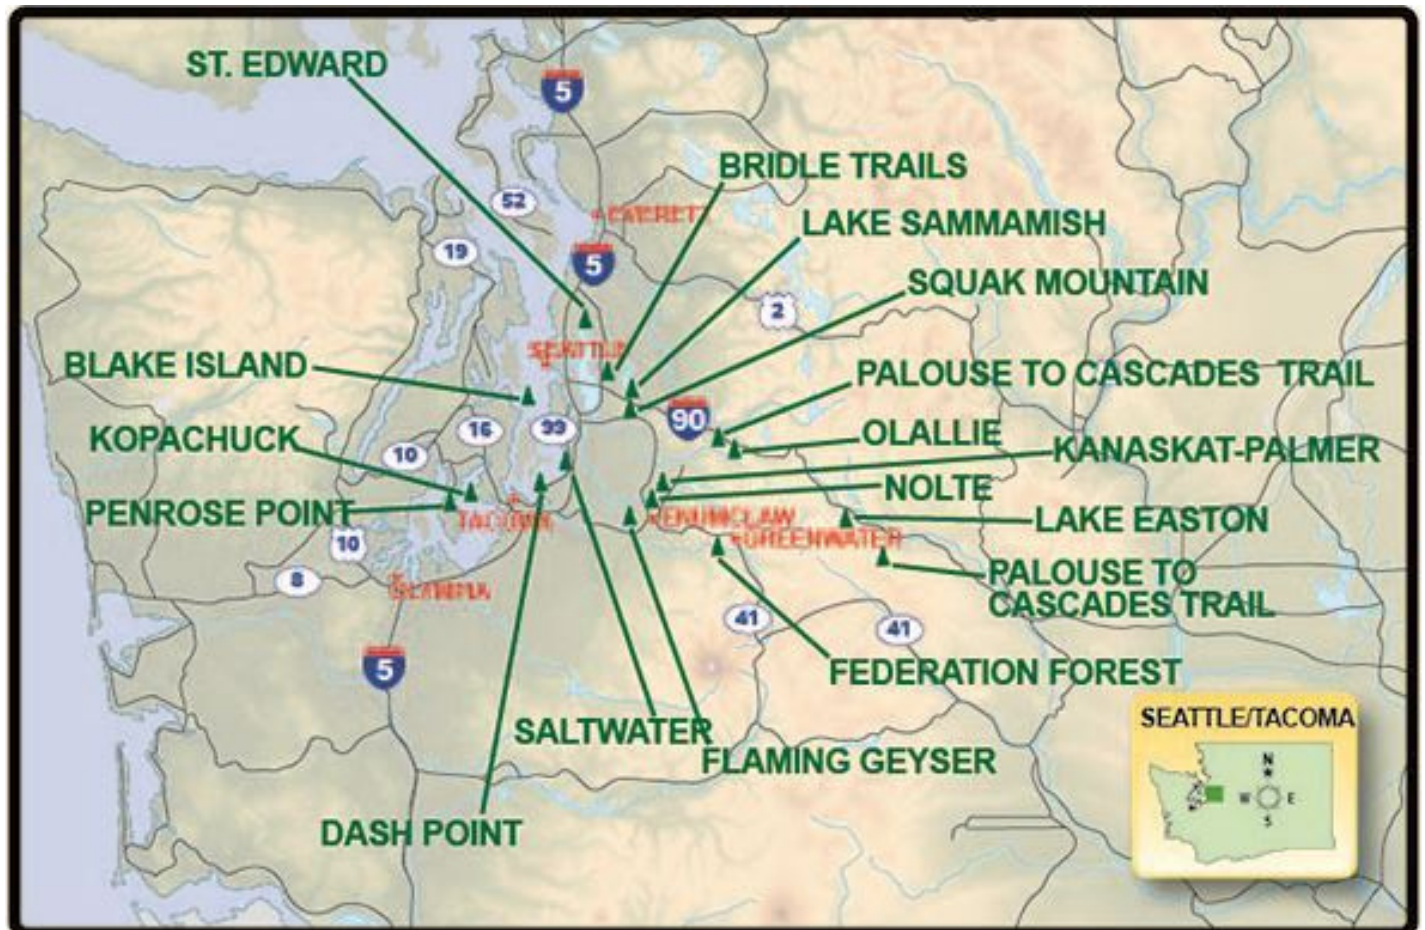 ST. EDWARD
5
BRIDLE TRAILS
52
EVERETT
LAKE SAMMAMISH
19
5
SQUAK MOUNTAIN
2
SEATTLE
BLAKE ISLAND
PALOUSE TO CASCADES TRAIL
90
KOPACHUCK
16
99
OLALLIE
10
KANASKAT-PALMER
NOLTE
PENROSE POINT
TACOMA
ENUMCLAW
LAKE EASTON
10
GREENWATER
8
OLYMPIA
PALOUSE TO
CASCADES TRAIL
41
41
5
FEDERATION FOREST
SALTWATER
FLAMING GEYSER
DASH POINT
SEATTLE/TACOMA
N
W
E
S